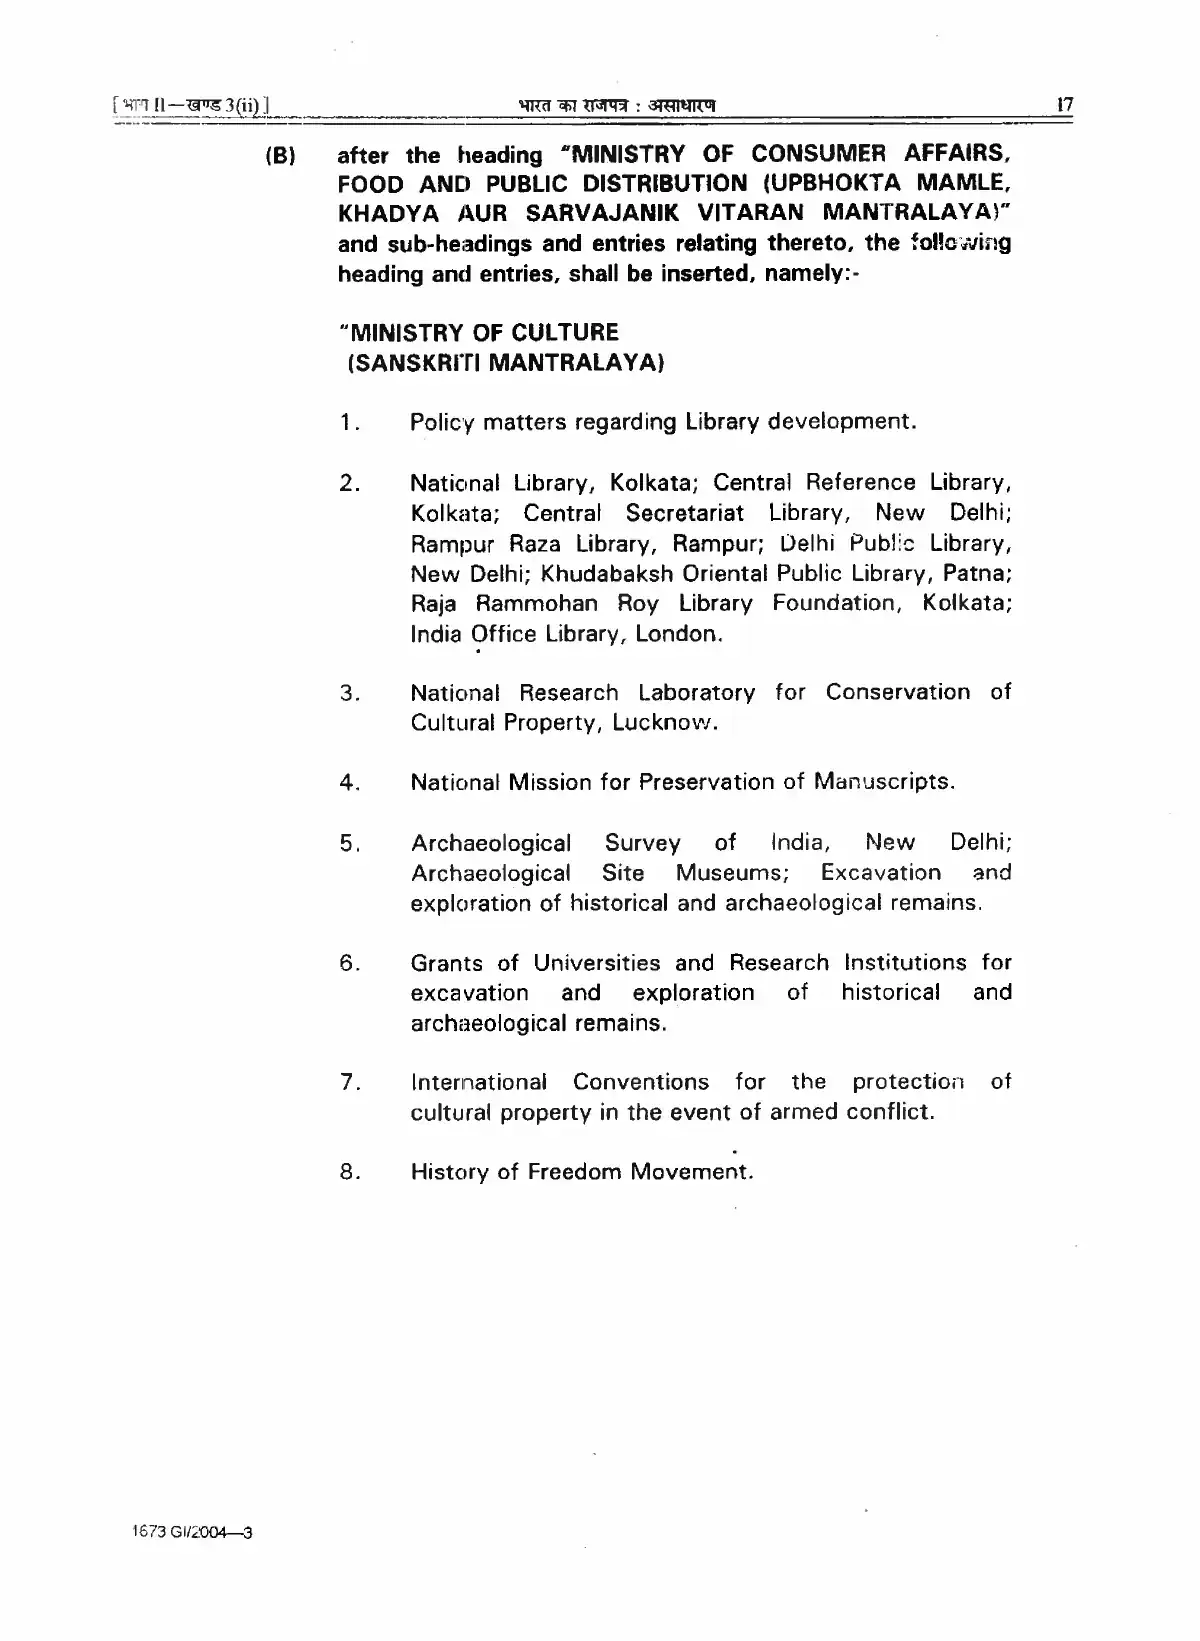 [ भाग II—खण्ड 3(ii) ]
भारत का राजपत्र : असाधारण
17
(B) after the heading "MINISTRY OF CONSUMER AFFAIRS,
FOOD AND PUBLIC DISTRIBUTION (UPBHOKTA MAMLE,
KHADYA AUR SARVAJANIK VITARAN MANTRALAYA)"
and sub-headings and entries relating thereto, the following
heading and entries, shall be inserted, namely:-
"MINISTRY OF CULTURE
(SANSKRITI MANTRALAYA)
1. Policy matters regarding Library development.
2. National Library, Kolkata; Central Reference Library,
Kolkata; Central Secretariat Library, New Delhi;
Rampur Raza Library, Rampur; Delhi Public Library,
New Delhi; Khudabaksh Oriental Public Library, Patna;
Raja Rammohan Roy Library Foundation, Kolkata;
India Office Library, London.
3. National Research Laboratory for Conservation of
Cultural Property, Lucknow.
4. National Mission for Preservation of Manuscripts.
5. Archaeological Survey of India, New Delhi;
Archaeological Site Museums; Excavation and
exploration of historical and archaeological remains.
6. Grants of Universities and Research Institutions for
excavation and exploration of historical and
archaeological remains.
7. International Conventions for the protection of
cultural property in the event of armed conflict.
8. History of Freedom Movement.
1673 GI/2004—3